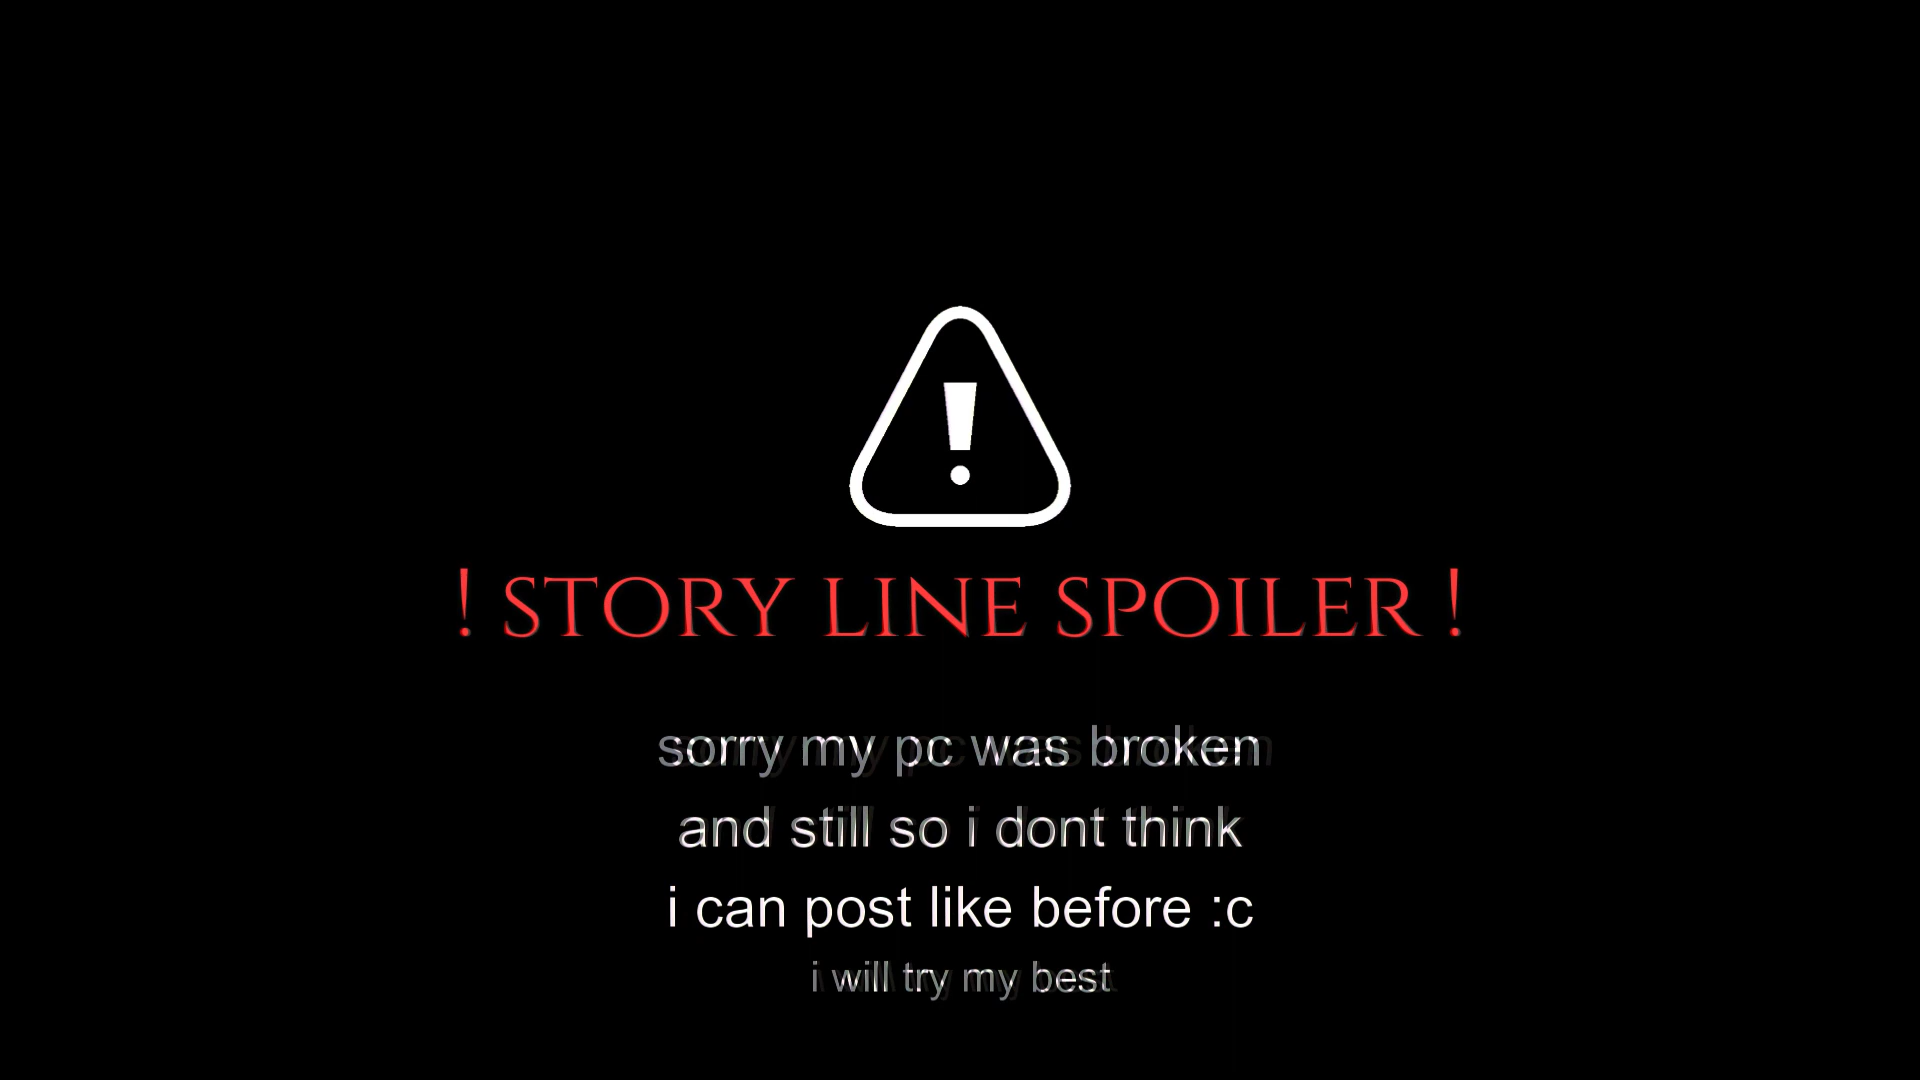 ! STORY LINE SPOILER !
sorry my pc was broken
and still so i dont think
i can post like before :c
i will try my best